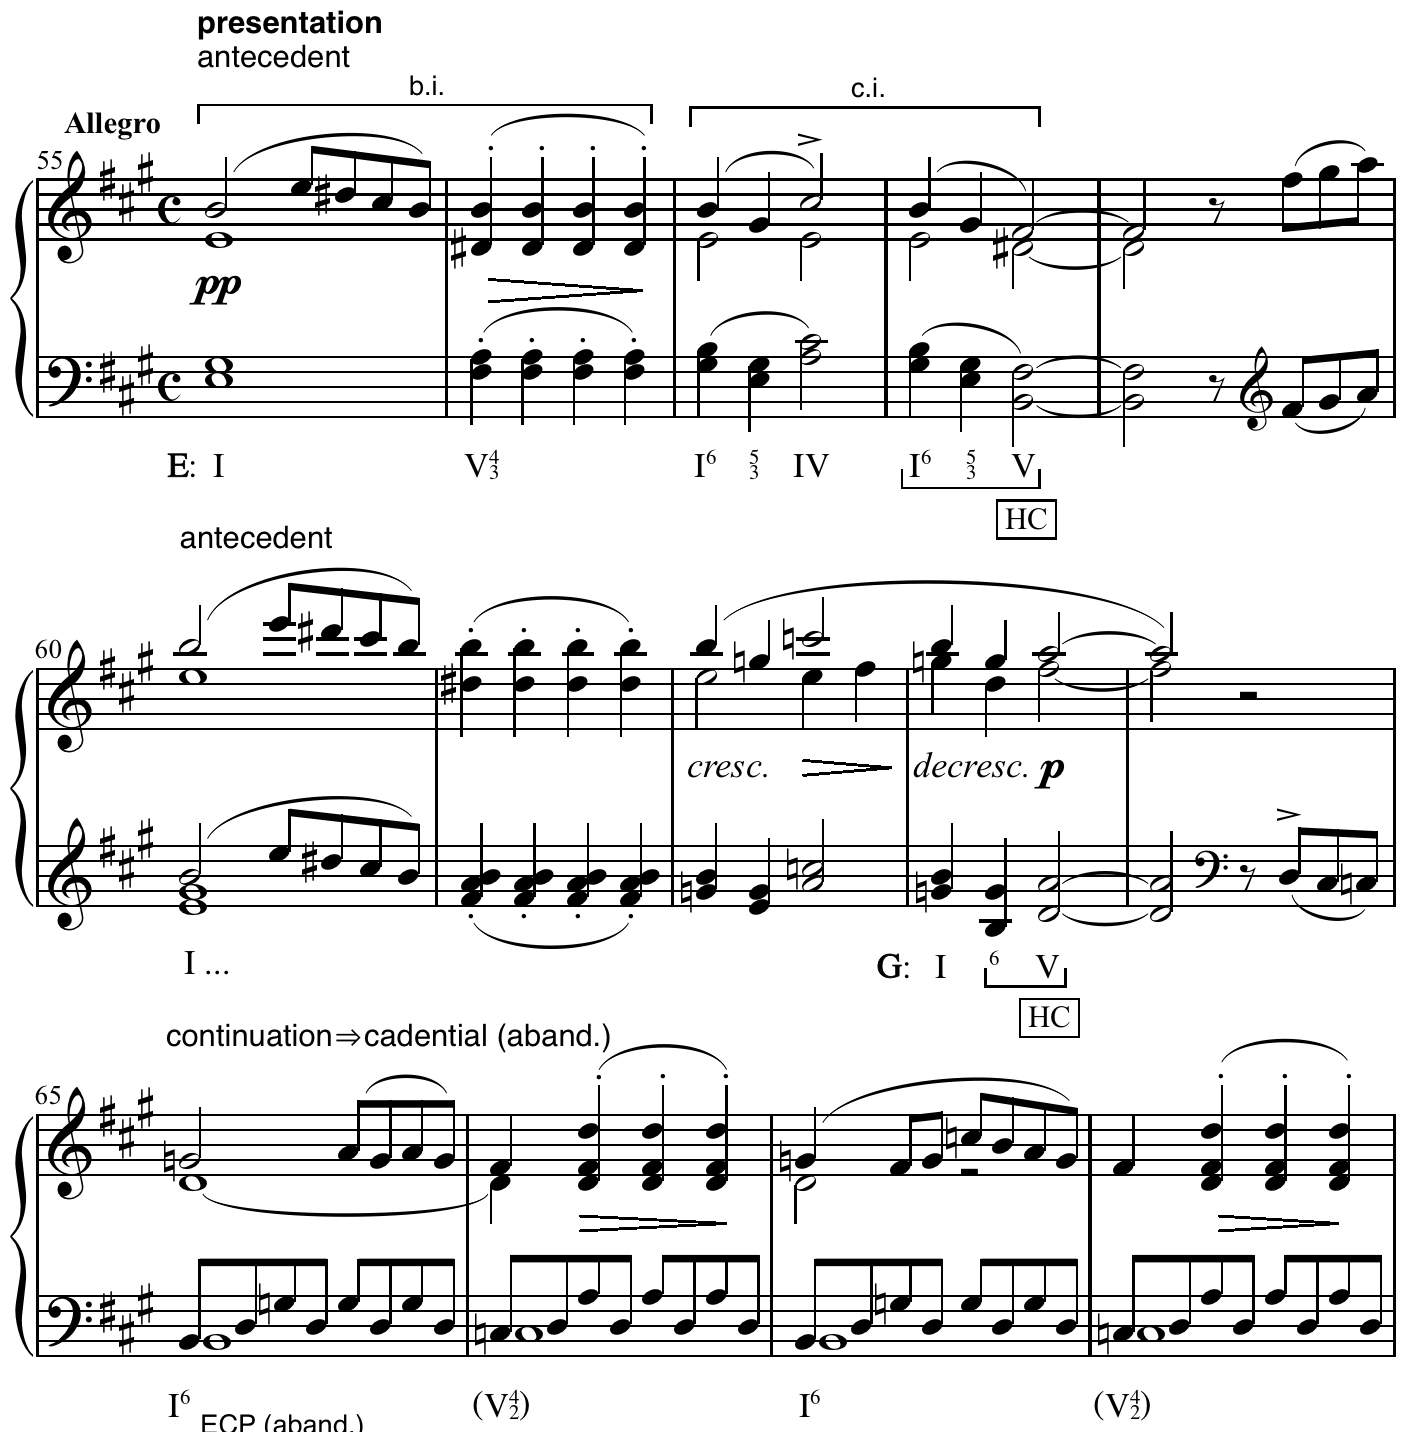 presentation
antecedent
b.i.
c.i.
Allegro
55
pp
E: I V4/3 I6 5/3 IV I6 5/3 V
HC
antecedent
60
cresc. decresc. p
I ...
G: I 6 V
HC
continuation⇒cadential (aband.)
65
I6 (V4/2) I6 (V4/2)
ECP (aband.)